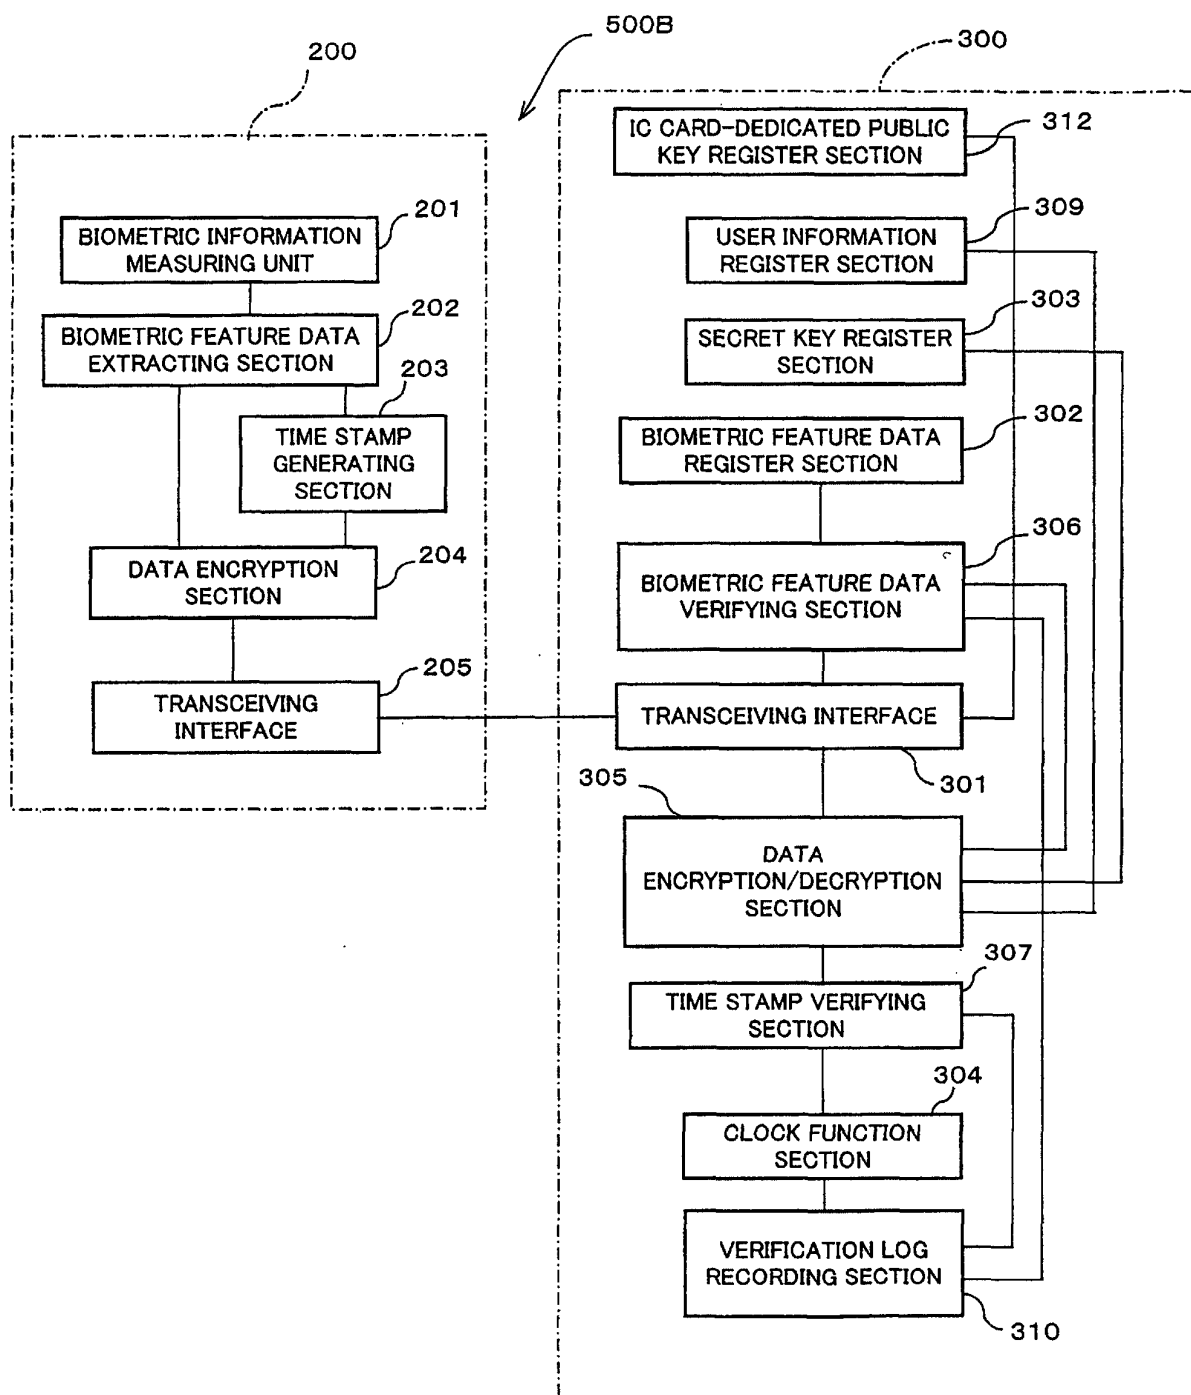 500B
200
300
IC CARD-DEDICATED PUBLIC
KEY REGISTER SECTION
312
201
BIOMETRIC INFORMATION
MEASURING UNIT
309
USER INFORMATION
REGISTER SECTION
202
BIOMETRIC FEATURE DATA
EXTRACTING SECTION
303
SECRET KEY REGISTER
SECTION
203
TIME STAMP
GENERATING
SECTION
302
BIOMETRIC FEATURE DATA
REGISTER SECTION
204
DATA ENCRYPTION
SECTION
306
BIOMETRIC FEATURE DATA
VERIFYING SECTION
205
TRANSCEIVING
INTERFACE
TRANSCEIVING INTERFACE
301
305
DATA
ENCRYPTION/DECRYPTION
SECTION
307
TIME STAMP VERIFYING
SECTION
304
CLOCK FUNCTION
SECTION
VERIFICATION LOG
RECORDING SECTION
310